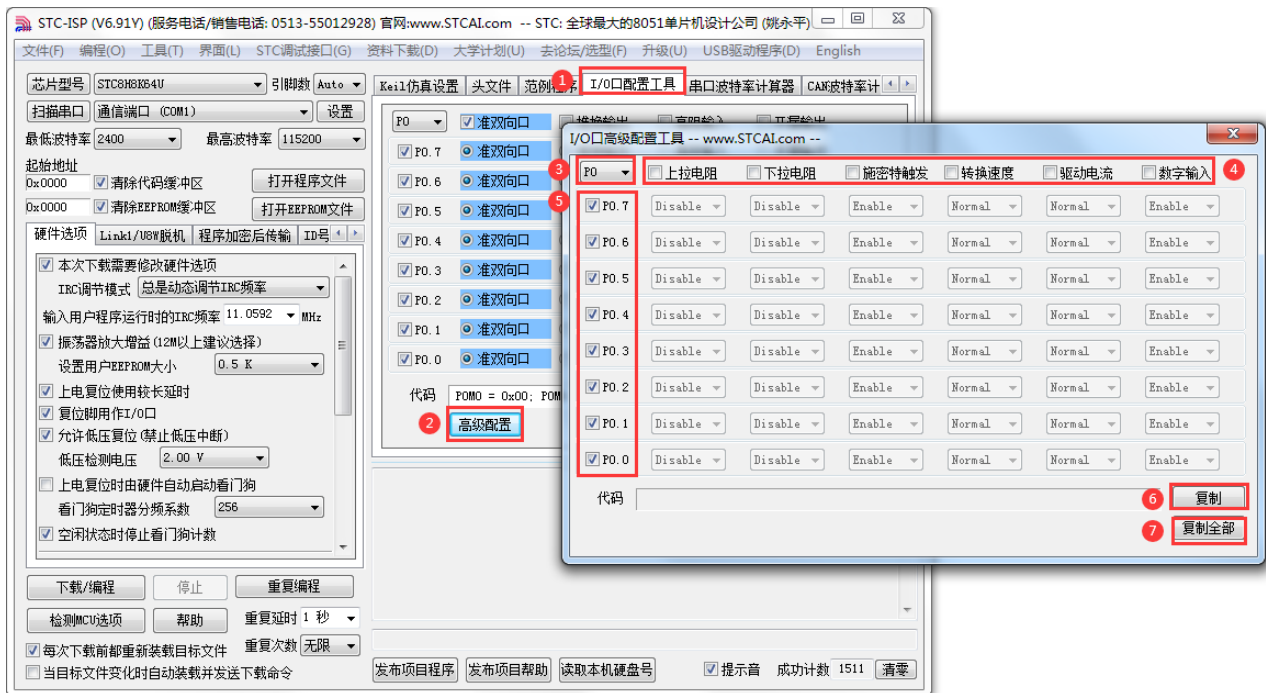 STC-ISP (V6.91Y) (服务电话/销售电话: 0513-55012928) 官网:www.STCAI.com -- STC: 全球最大的8051单片机设计公司 (姚永平)
文件(F) 编程(O) 工具(T) 界面(L) STC调试接口(G) 资料下载(D) 大学计划(U) 去论坛/选型(F) 升级(U) USB驱动程序(D) English
芯片型号 STC8H8K64U 引脚数 Auto
扫描串口 通信端口 (COM1) 设置
最低波特率 2400 最高波特率 115200
起始地址
0x0000 清除代码缓冲区 打开程序文件
0x0000 清除EEPROM缓冲区 打开EEPROM文件
硬件选项 Link1/U8W脱机 程序加密后传输 ID号
本次下载需要修改硬件选项
IRC调节模式 总是动态调节IRC频率
输入用户程序运行时的IRC频率 11.0592 MHz
振荡器放大增益(12M以上建议选择)
设置用户EEPROM大小 0.5 K
上电复位使用较长延时
复位脚用作I/O口
允许低压复位(禁止低压中断)
低压检测电压 2.00 V
上电复位时由硬件自动启动看门狗
看门狗定时器分频系数 256
空闲状态时停止看门狗计数
下载/编程 停止 重复编程
检测MCU选项 帮助 重复延时 1 秒
每次下载前都重新装载目标文件 重复次数 无限
当目标文件变化时自动装载并发送下载命令
Keil仿真设置 头文件 范例程序 1 I/O口配置工具 串口波特率计算器 CAN波特率计
P0 准双向口 推挽输出 高阻输入 开漏输出
P0.7 准双向口
P0.6 准双向口
P0.5 准双向口
P0.4 准双向口
P0.3 准双向口
P0.2 准双向口
P0.1 准双向口
P0.0 准双向口
代码 P0M0 = 0x00; P0M
2 高级配置
发布项目程序 发布项目帮助 读取本机硬盘号 提示音 成功计数 1511 清零
I/O口高级配置工具 -- www.STCAI.com --
3 P0 上拉电阻 下拉电阻 施密特触发 转换速度 驱动电流 数字输入 4
5 P0.7 Disable Disable Enable Normal Normal Enable
P0.6 Disable Disable Enable Normal Normal Enable
P0.5 Disable Disable Enable Normal Normal Enable
P0.4 Disable Disable Enable Normal Normal Enable
P0.3 Disable Disable Enable Normal Normal Enable
P0.2 Disable Disable Enable Normal Normal Enable
P0.1 Disable Disable Enable Normal Normal Enable
P0.0 Disable Disable Enable Normal Normal Enable
代码 6 复制
7 复制全部